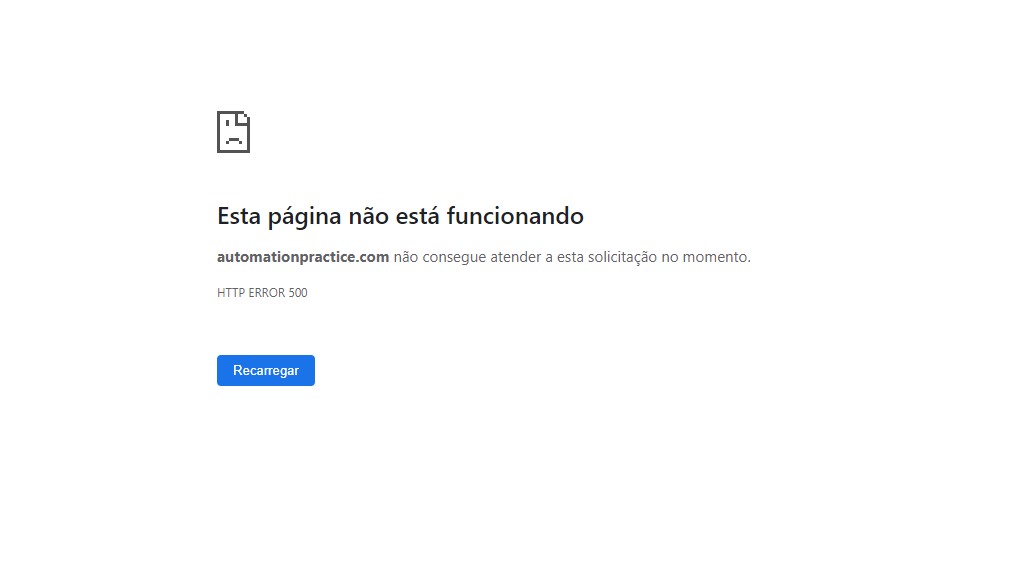 Esta página não está funcionando
automationpractice.com não consegue atender a esta solicitação no momento.
HTTP ERROR 500
Recarregar